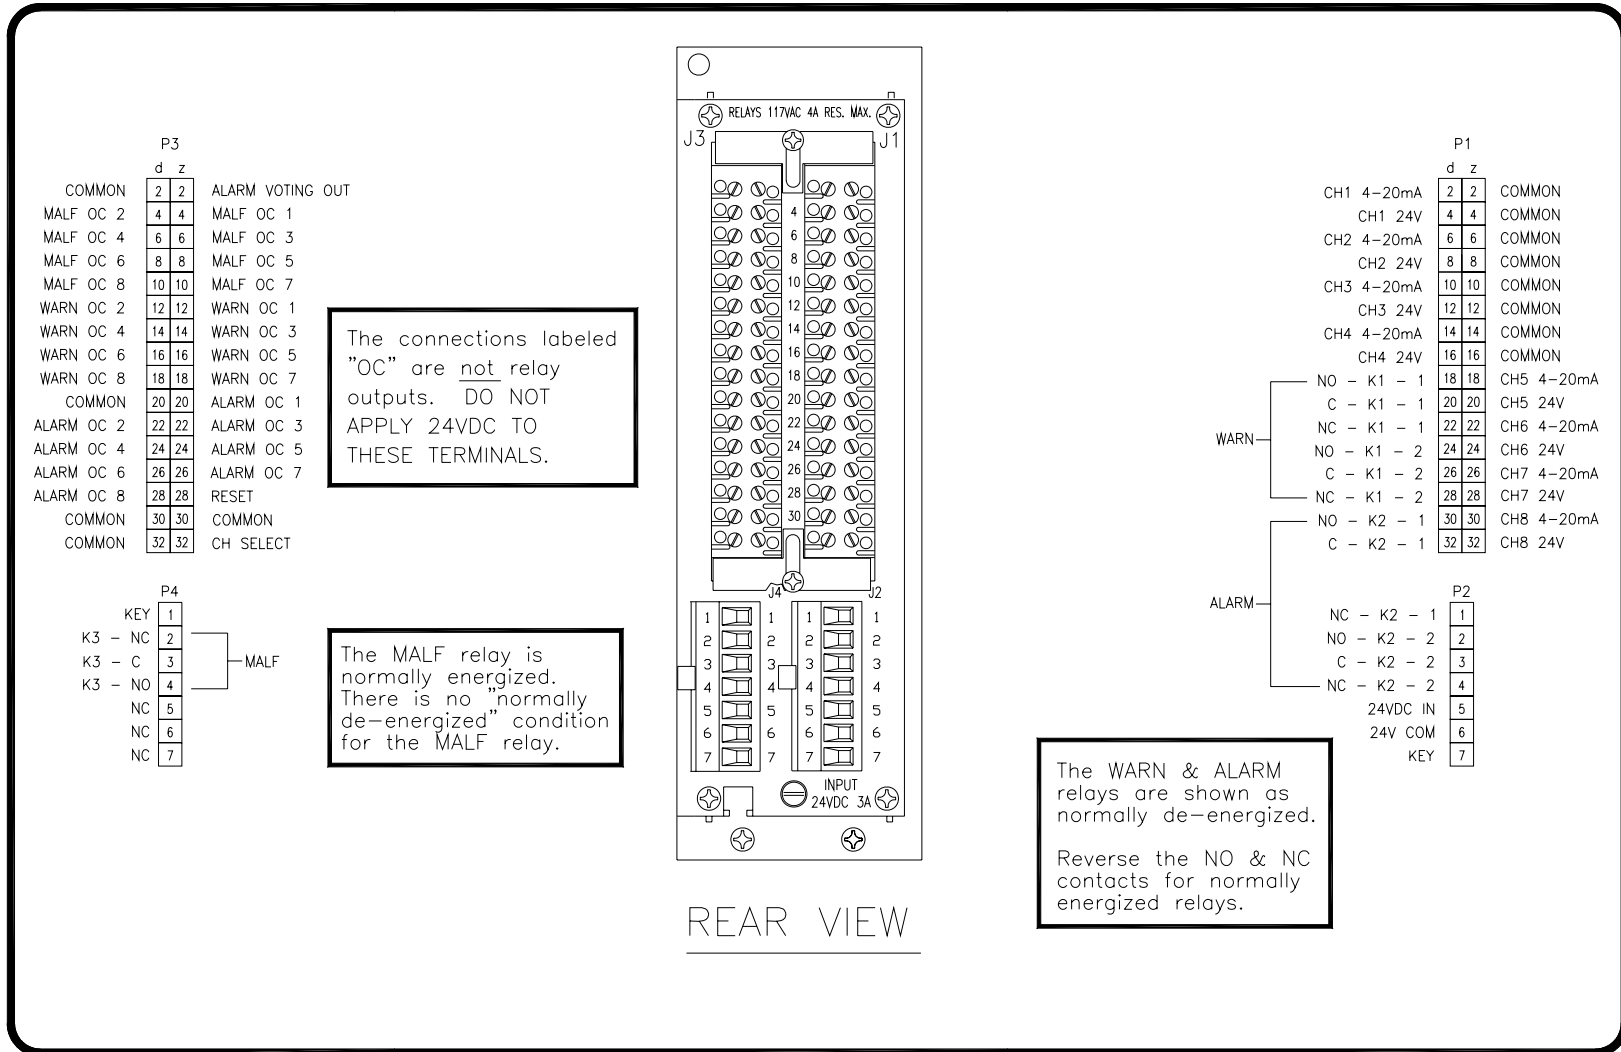 P3
d z
COMMON 2 2 ALARM VOTING OUT
MALF OC 2 4 4 MALF OC 1
MALF OC 4 6 6 MALF OC 3
MALF OC 6 8 8 MALF OC 5
MALF OC 8 10 10 MALF OC 7
WARN OC 2 12 12 WARN OC 1
WARN OC 4 14 14 WARN OC 3
WARN OC 6 16 16 WARN OC 5
WARN OC 8 18 18 WARN OC 7
COMMON 20 20 ALARM OC 1
ALARM OC 2 22 22 ALARM OC 3
ALARM OC 4 24 24 ALARM OC 5
ALARM OC 6 26 26 ALARM OC 7
ALARM OC 8 28 28 RESET
COMMON 30 30 COMMON
COMMON 32 32 CH SELECT
P4
KEY 1
K3 - NC 2
K3 - C 3
K3 - NO 4
NC 5
NC 6
NC 7
MALF
The connections labeled
"OC" are not relay
outputs. DO NOT
APPLY 24VDC TO
THESE TERMINALS.
The MALF relay is
normally energized.
There is no "normally
de-energized" condition
for the MALF relay.
RELAYS 117VAC 4A RES. MAX.
J3 J1
4
6
8
10
12
14
16
18
20
22
24
26
28
30
J4 J2
1 1 1 1
2 2 2 2
3 3 3 3
4 4 4 4
5 5 5 5
6 6 6 6
7 7 7 7
INPUT
24VDC 3A
REAR VIEW
P1
d z
CH1 4-20mA 2 2 COMMON
CH1 24V 4 4 COMMON
CH2 4-20mA 6 6 COMMON
CH2 24V 8 8 COMMON
CH3 4-20mA 10 10 COMMON
CH3 24V 12 12 COMMON
CH4 4-20mA 14 14 COMMON
CH4 24V 16 16 COMMON
NO - K1 - 1 18 18 CH5 4-20mA
C - K1 - 1 20 20 CH5 24V
NC - K1 - 1 22 22 CH6 4-20mA
NO - K1 - 2 24 24 CH6 24V
C - K1 - 2 26 26 CH7 4-20mA
NC - K1 - 2 28 28 CH7 24V
NO - K2 - 1 30 30 CH8 4-20mA
C - K2 - 1 32 32 CH8 24V
WARN
ALARM
P2
NC - K2 - 1 1
NO - K2 - 2 2
C - K2 - 2 3
NC - K2 - 2 4
24VDC IN 5
24V COM 6
KEY 7
The WARN & ALARM
relays are shown as
normally de-energized.
Reverse the NO & NC
contacts for normally
energized relays.